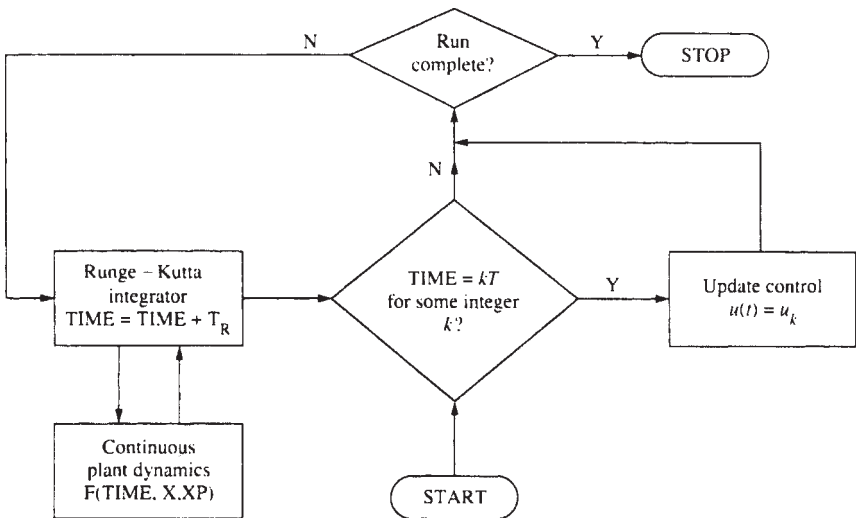 N
Run
complete?
Y
STOP
N
Runge – Kutta
integrator
TIME = TIME + T_R
TIME = kT
for some integer
k?
Y
Update control
u(t) = u_k
Continuous
plant dynamics
F(TIME, X,XP)
START